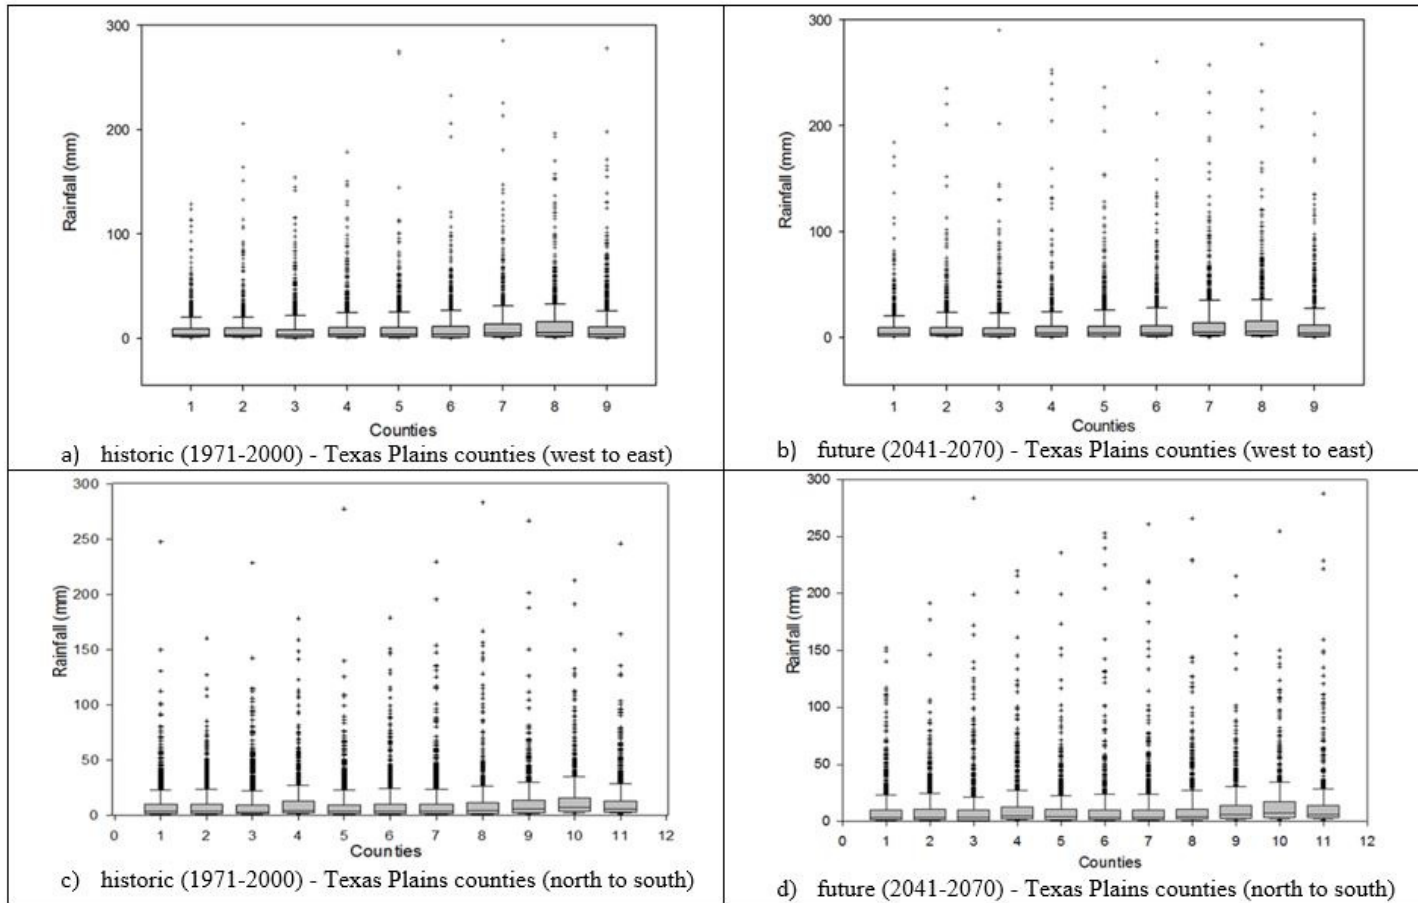 300
200
100
0
Rainfall (mm)
1 2 3 4 5 6 7 8 9
Counties
a) historic (1971-2000) - Texas Plains counties (west to east)
300
200
100
0
Rainfall (mm)
1 2 3 4 5 6 7 8 9
Counties
b) future (2041-2070) - Texas Plains counties (west to east)
300
250
200
150
100
50
0
Rainfall (mm)
0 1 2 3 4 5 6 7 8 9 10 11 12
Counties
c) historic (1971-2000) - Texas Plains counties (north to south)
300
250
200
150
100
50
0
Rainfall (mm)
0 1 2 3 4 5 6 7 8 9 10 11 12
Counties
d) future (2041-2070) - Texas Plains counties (north to south)